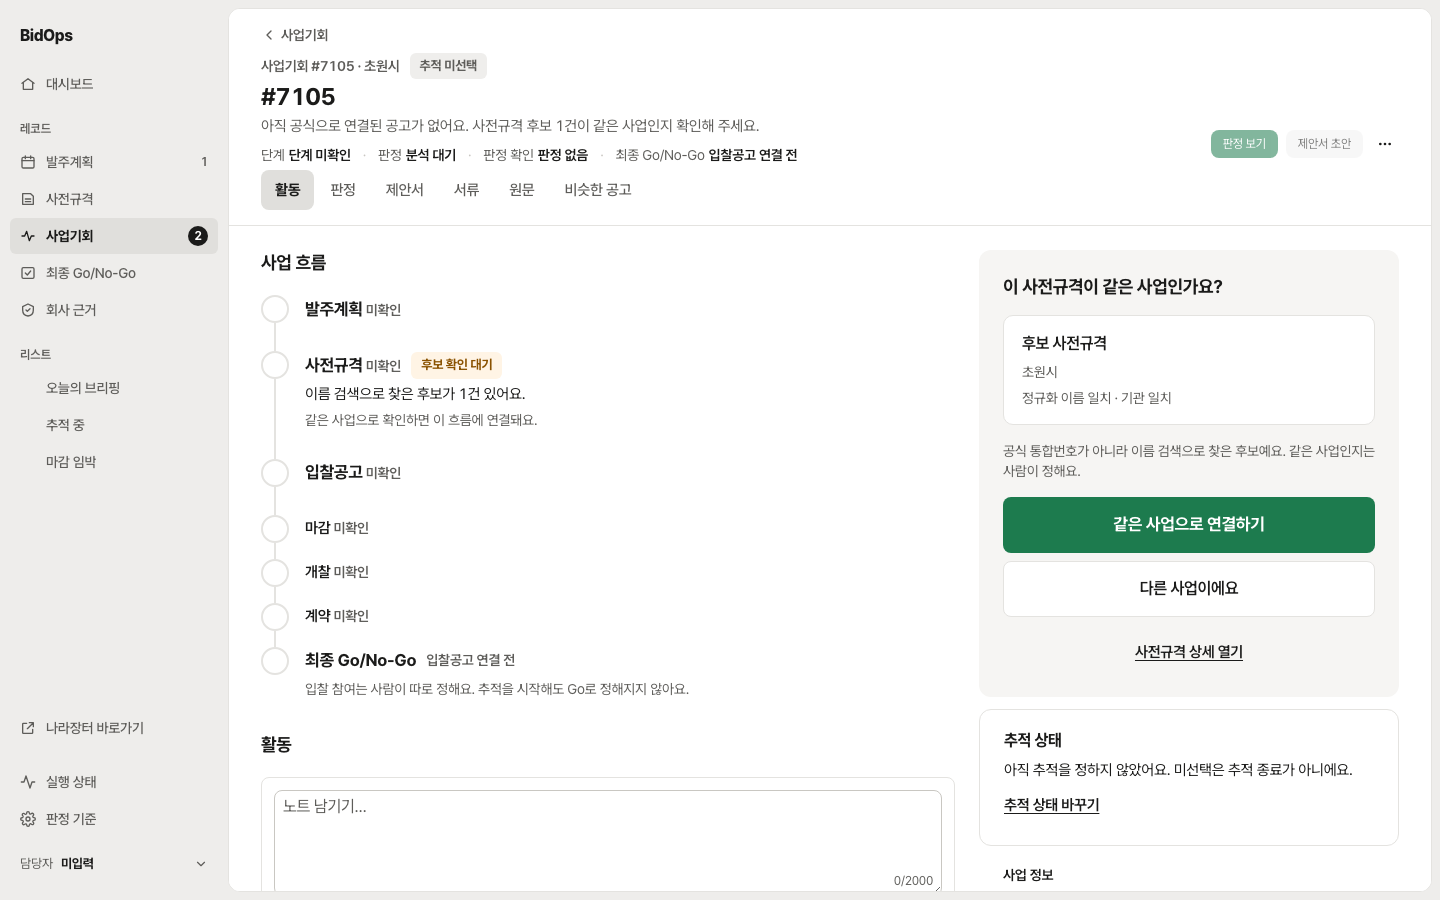 BidOps
대시보드
레코드
발주계획 1
사전규격
사업기회 2
최종 Go/No-Go
회사 근거
리스트
오늘의 브리핑
추적 중
마감 임박
나라장터 바로가기
실행 상태
판정 기준
담당자 미입력
사업기회
사업기회 #7105 · 초원시 추적 미선택
#7105
아직 공식으로 연결된 공고가 없어요. 사전규격 후보 1건이 같은 사업인지 확인해 주세요.
단계 단계 미확인 · 판정 분석 대기 · 판정 확인 판정 없음 · 최종 Go/No-Go 입찰공고 연결 전
판정 보기 제안서 초안 ...
활동 판정 제안서 서류 원문 비슷한 공고
사업 흐름
발주계획 미확인
사전규격 미확인 후보 확인 대기
이름 검색으로 찾은 후보가 1건 있어요.
같은 사업으로 확인하면 이 흐름에 연결돼요.
입찰공고 미확인
마감 미확인
개찰 미확인
계약 미확인
최종 Go/No-Go 입찰공고 연결 전
입찰 참여는 사람이 따로 정해요. 추적을 시작해도 Go로 정해지지 않아요.
활동
노트 남기기...
0/2000
이 사전규격이 같은 사업인가요?
후보 사전규격
초원시
정규화 이름 일치 · 기관 일치
공식 통합번호가 아니라 이름 검색으로 찾은 후보예요. 같은 사업인지는
사람이 정해요.
같은 사업으로 연결하기
다른 사업이에요
사전규격 상세 열기
추적 상태
아직 추적을 정하지 않았어요. 미선택은 추적 종료가 아니에요.
추적 상태 바꾸기
사업 정보